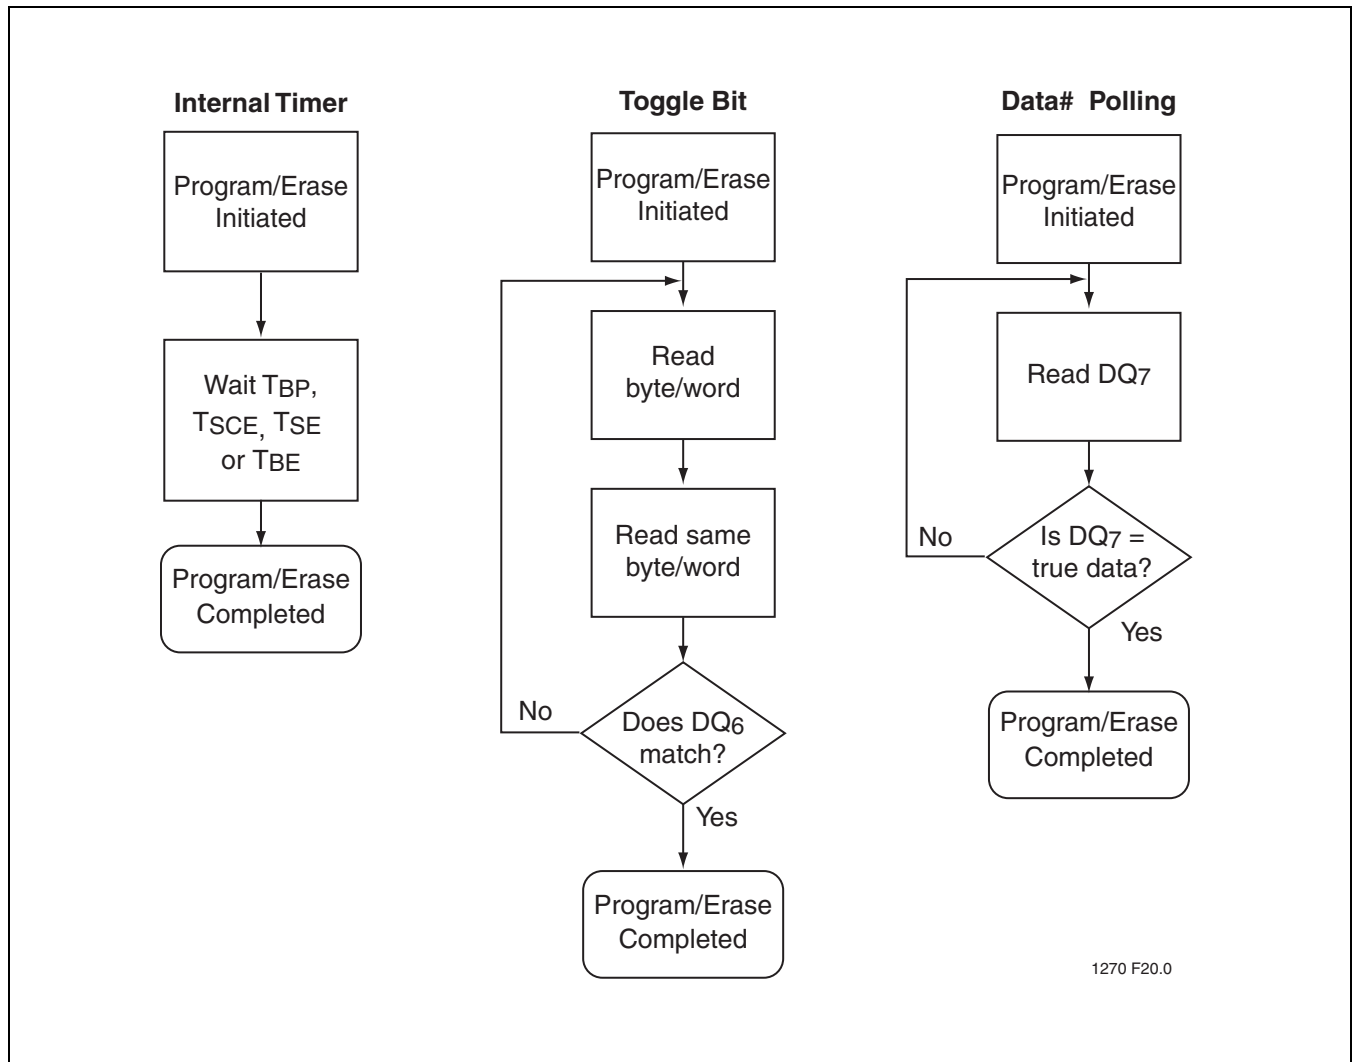 Internal Timer
Program/Erase
Initiated
Wait TBP,
TSCE, TSE
or TBE
Program/Erase
Completed
Toggle Bit
Program/Erase
Initiated
Read
byte/word
Read same
byte/word
Does DQ6
match?
No
Yes
Program/Erase
Completed
Data# Polling
Program/Erase
Initiated
Read DQ7
Is DQ7 =
true data?
No
Yes
Program/Erase
Completed
1270 F20.0